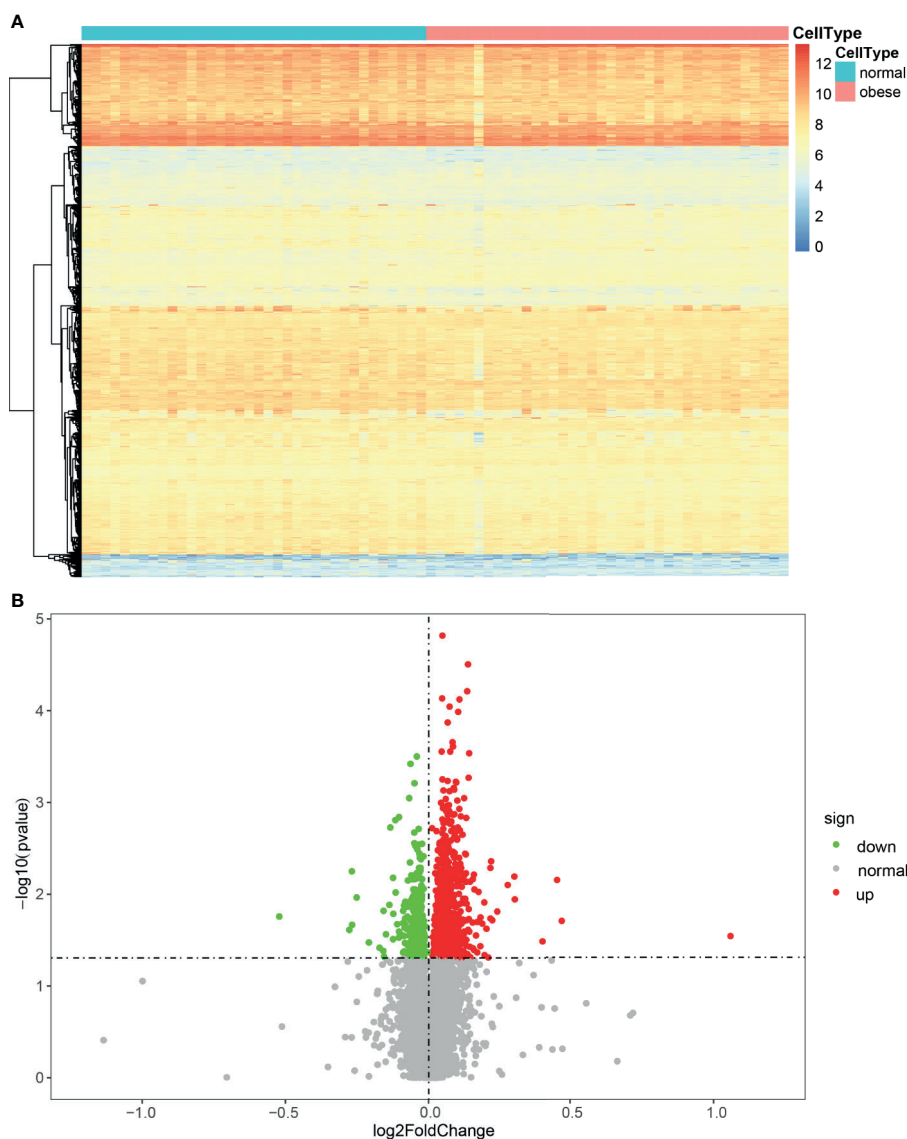 A
CellType
12
10
8
6
4
2
0
CellType
normal
obese
B
5
4
3
2
1
0
−log10(pvalue)
−1.0
−0.5
0.0
0.5
1.0
log2FoldChange
sign
down
normal
up